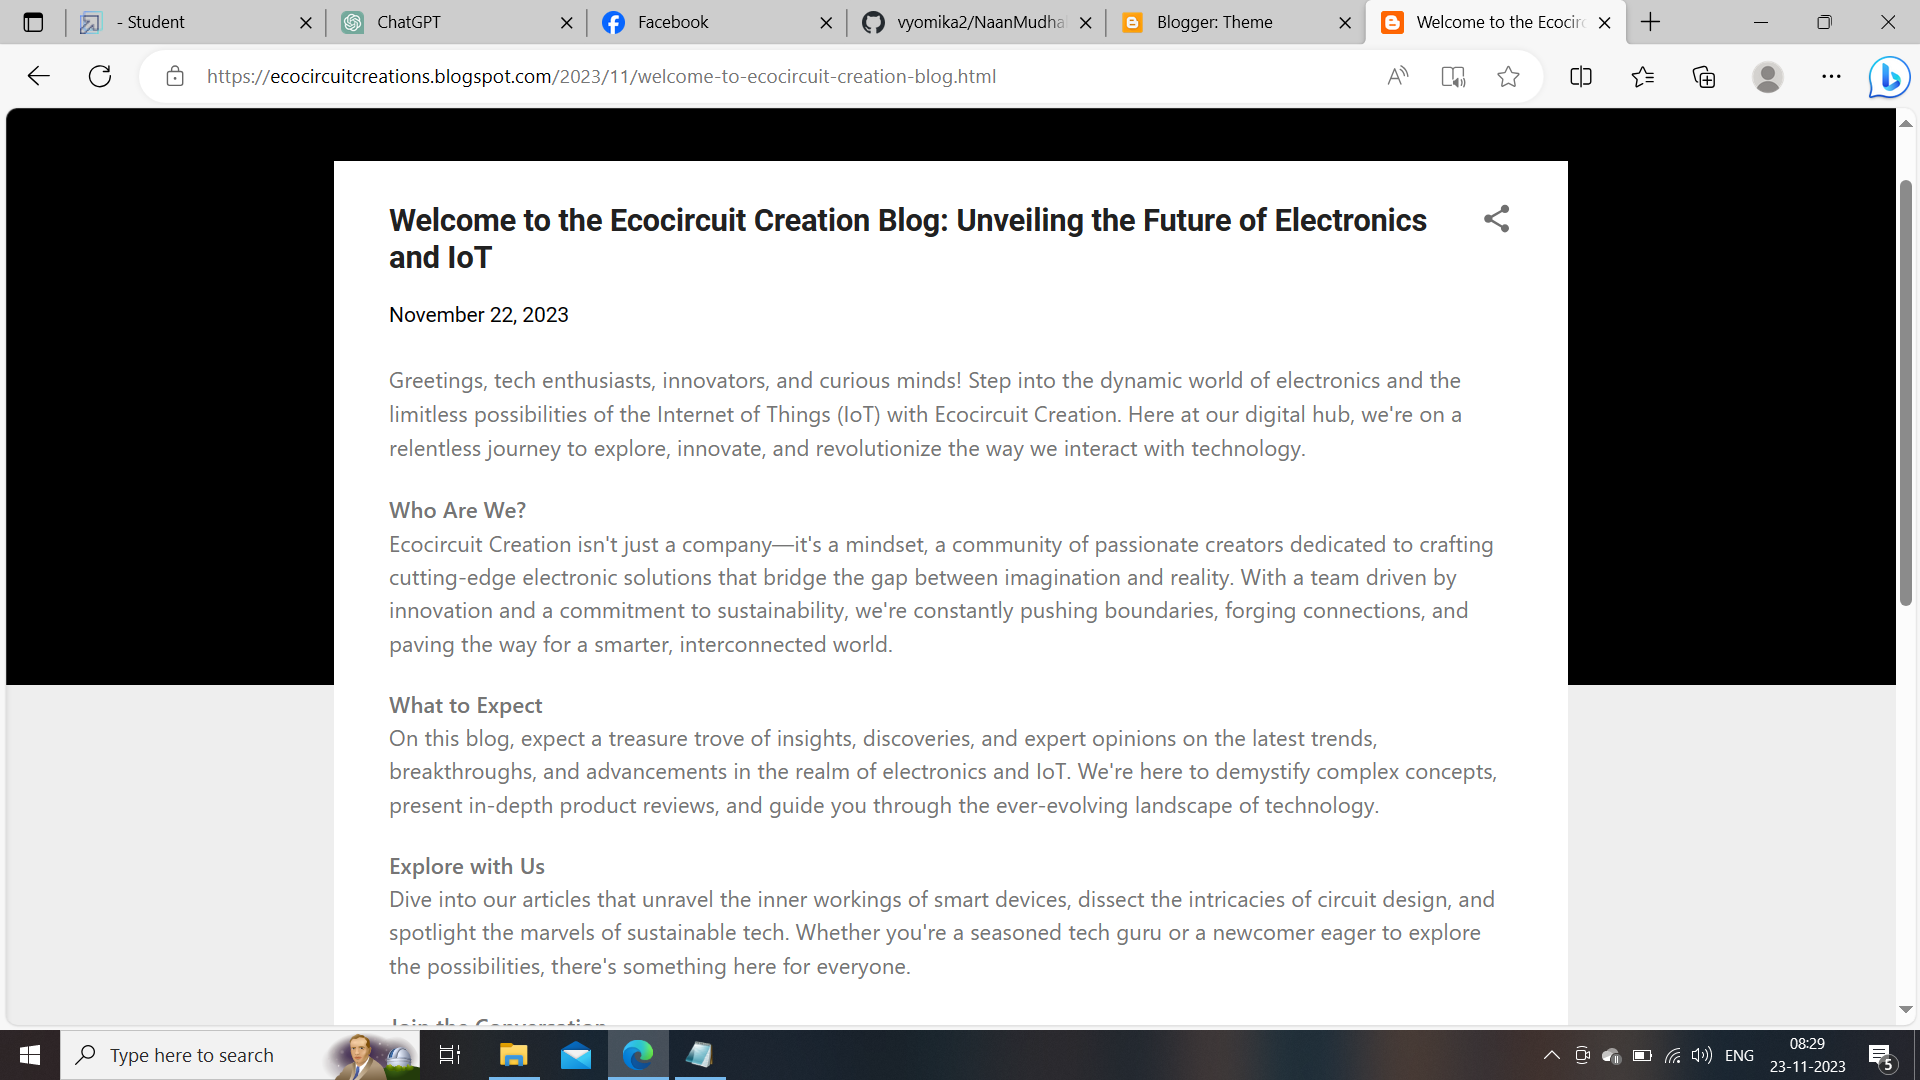 - Student
ChatGPT
Facebook
vyomika2/NaanMudha
Blogger: Theme
Welcome to the Ecocirc
https://ecocircuitcreations.blogspot.com/2023/11/welcome-to-ecocircuit-creation-blog.html
Welcome to the Ecocircuit Creation Blog: Unveiling the Future of Electronics
and IoT
November 22, 2023
Greetings, tech enthusiasts, innovators, and curious minds! Step into the dynamic world of electronics and the
limitless possibilities of the Internet of Things (IoT) with Ecocircuit Creation. Here at our digital hub, we're on a
relentless journey to explore, innovate, and revolutionize the way we interact with technology.
Who Are We?
Ecocircuit Creation isn't just a company—it's a mindset, a community of passionate creators dedicated to crafting
cutting-edge electronic solutions that bridge the gap between imagination and reality. With a team driven by
innovation and a commitment to sustainability, we're constantly pushing boundaries, forging connections, and
paving the way for a smarter, interconnected world.
What to Expect
On this blog, expect a treasure trove of insights, discoveries, and expert opinions on the latest trends,
breakthroughs, and advancements in the realm of electronics and IoT. We're here to demystify complex concepts,
present in-depth product reviews, and guide you through the ever-evolving landscape of technology.
Explore with Us
Dive into our articles that unravel the inner workings of smart devices, dissect the intricacies of circuit design, and
spotlight the marvels of sustainable tech. Whether you're a seasoned tech guru or a newcomer eager to explore
the possibilities, there's something here for everyone.
Join the Conversation
Type here to search
ENG
08:29
23-11-2023
5